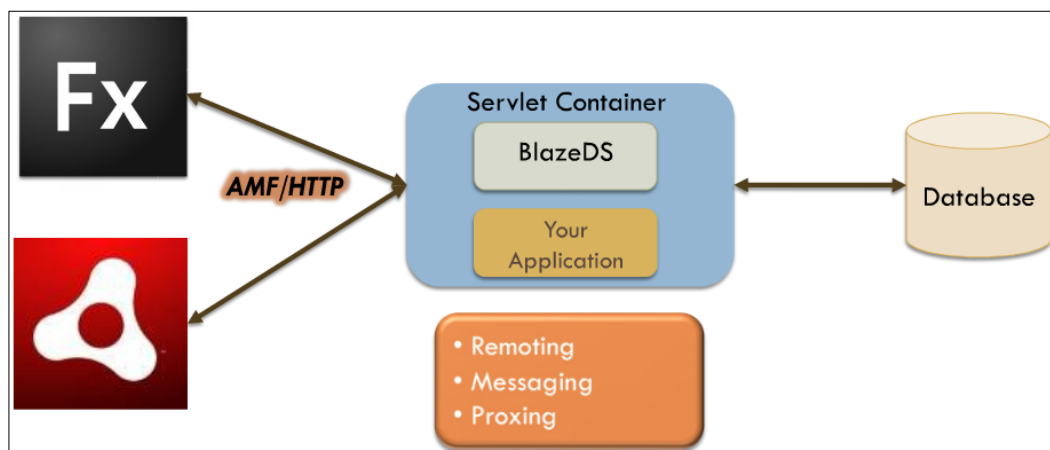 Fx
AMF/HTTP
Servlet Container
BlazeDS
Your
Application
Database
• Remoting
• Messaging
• Proxing